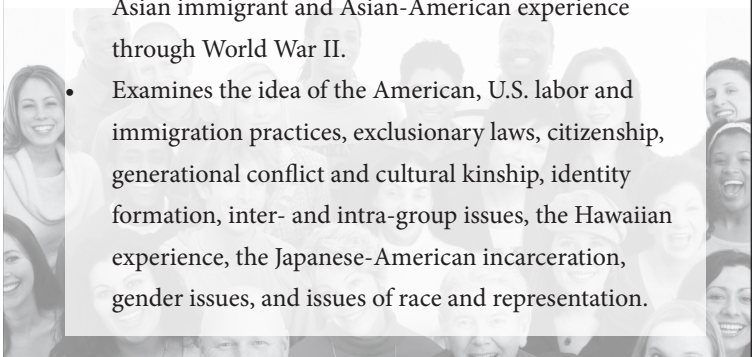 Asian immigrant and Asian-American experience
through World War II.
• Examines the idea of the American, U.S. labor and
immigration practices, exclusionary laws, citizenship,
generational conflict and cultural kinship, identity
formation, inter- and intra-group issues, the Hawaiian
experience, the Japanese-American incarceration,
gender issues, and issues of race and representation.